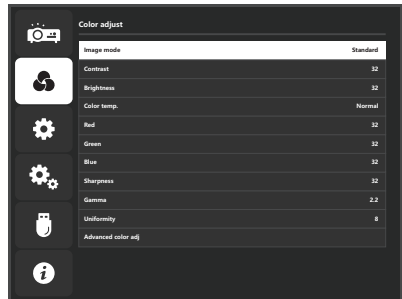 Color adjust
Image mode Standard
Contrast 32
Brightness 32
Color temp. Normal
Red 32
Green 32
Blue 32
Sharpness 32
Gamma 2.2
Uniformity 8
Advanced color adj